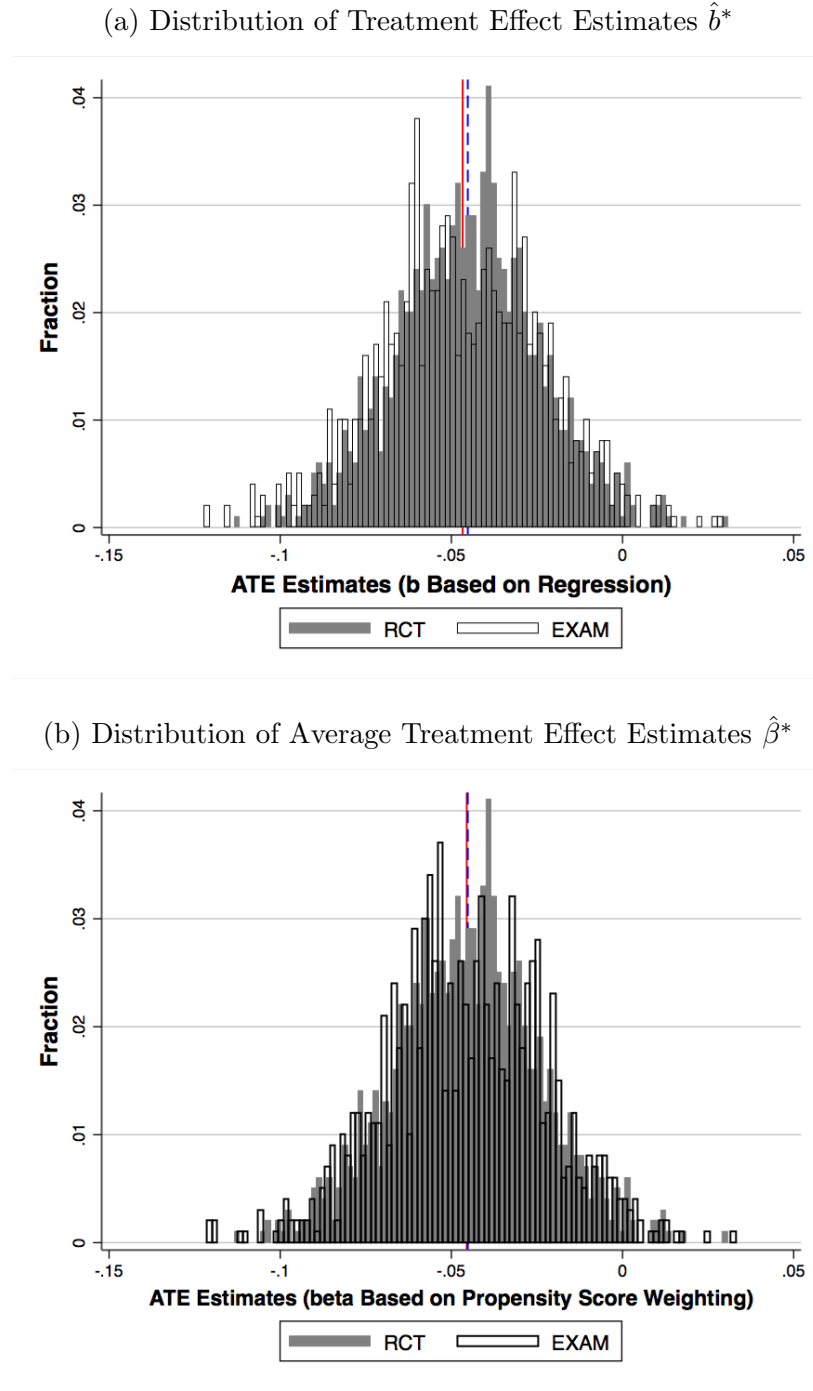 (a) Distribution of Treatment Effect Estimates b̂*
.04
.03
.02
.01
0
Fraction
-.15 -.1 -.05 0 .05
ATE Estimates (b Based on Regression)
RCT EXAM
(b) Distribution of Average Treatment Effect Estimates β̂*
.04
.03
.02
.01
0
Fraction
-.15 -.1 -.05 0 .05
ATE Estimates (beta Based on Propensity Score Weighting)
RCT EXAM